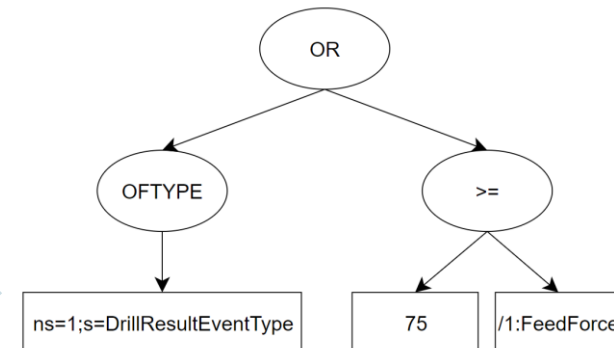 OR
OFTYPE
>=
ns=1;s=DrillResultEventType
75
/1:FeedForce